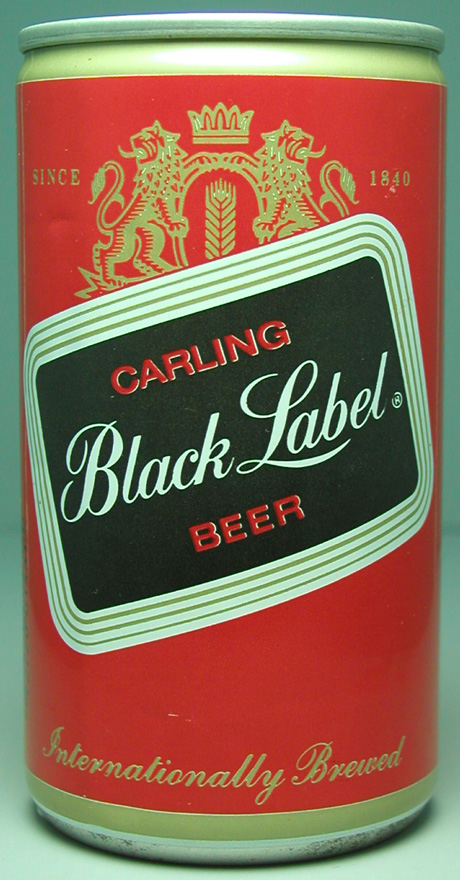 SINCE 1840
CARLING
Black Label ®
BEER
Internationally Brewed